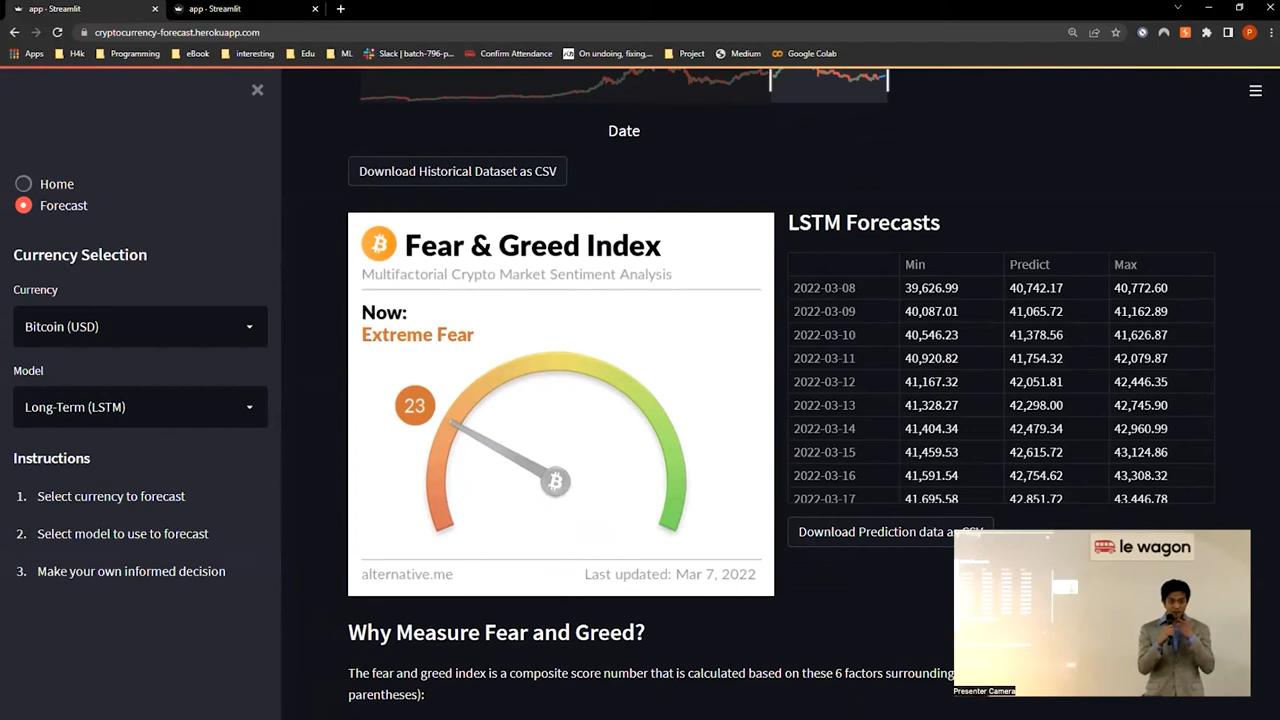 app - Streamlit
app - Streamlit
cryptocurrency-forecast.herokuapp.com
P
Apps
H4k
Programming
eBook
interesting
Edu
ML
Slack | batch-796-p...
Confirm Attendance
On undoing, fixing,...
Project
Medium
Google Colab
Home
Forecast
Currency Selection
Currency
Bitcoin (USD)
Model
Long-Term (LSTM)
Instructions
1. Select currency to forecast
2. Select model to use to forecast
3. Make your own informed decision
Date
Download Historical Dataset as CSV
Fear & Greed Index
Multifactorial Crypto Market Sentiment Analysis
Now:
Extreme Fear
23
alternative.me
Last updated: Mar 7, 2022
LSTM Forecasts
Min Predict Max
2022-03-08 39,626.99 40,742.17 40,772.60
2022-03-09 40,087.01 41,065.72 41,162.89
2022-03-10 40,546.23 41,378.56 41,626.87
2022-03-11 40,920.82 41,754.32 42,079.87
2022-03-12 41,167.32 42,051.81 42,446.35
2022-03-13 41,328.27 42,298.00 42,745.90
2022-03-14 41,404.34 42,479.34 42,960.99
2022-03-15 41,459.53 42,615.72 43,124.86
2022-03-16 41,591.54 42,754.62 43,308.32
2022-03-17 41,695.58 42,851.72 43,446.78
Download Prediction data as CSV
Why Measure Fear and Greed?
The fear and greed index is a composite score number that is calculated based on these 6 factors surrounding
parentheses):
le wagon
Presenter Camera